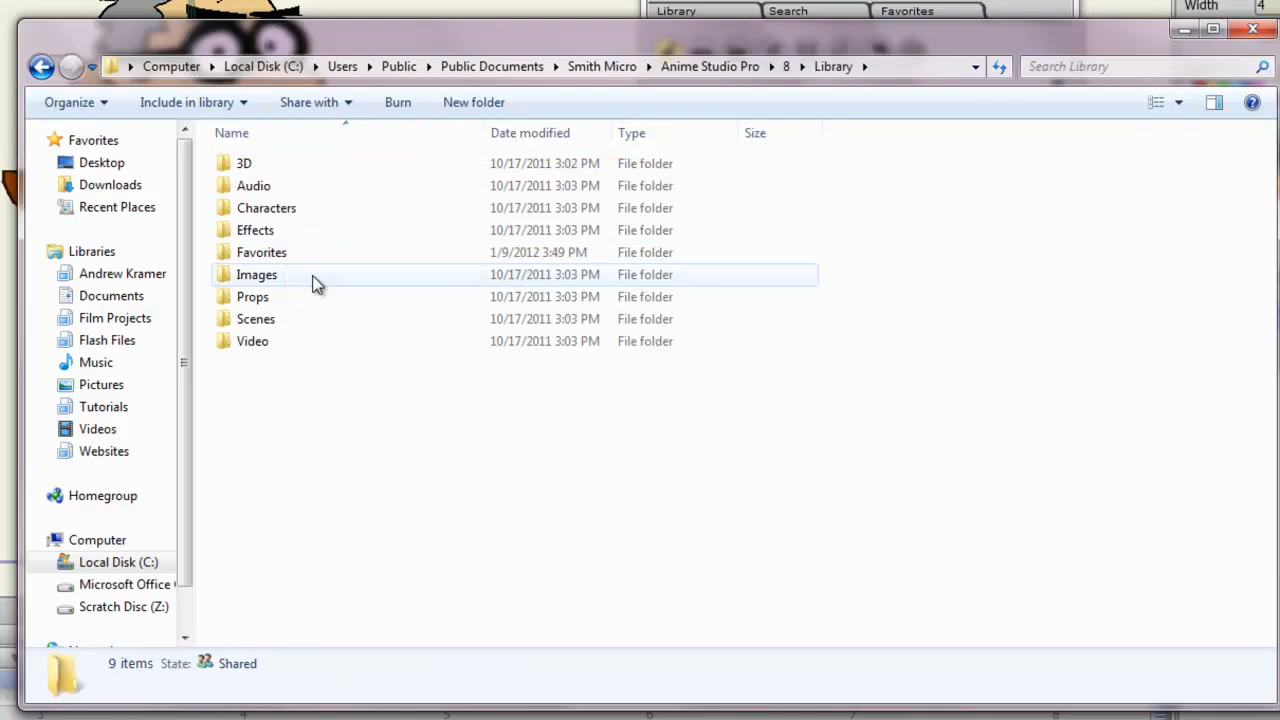 Library Search Favorites Width 4
Computer Local Disk (C:) Users Public Public Documents Smith Micro Anime Studio Pro 8 Library Search Library
Organize Include in library Share with Burn New folder
Name Date modified Type Size
Favorites
Desktop
Downloads
Recent Places
Libraries
Andrew Kramer
Documents
Film Projects
Flash Files
Music
Pictures
Tutorials
Videos
Websites
Homegroup
Computer
Local Disk (C:)
Microsoft Office
Scratch Disc (Z:)
3D 10/17/2011 3:02 PM File folder
Audio 10/17/2011 3:03 PM File folder
Characters 10/17/2011 3:03 PM File folder
Effects 10/17/2011 3:03 PM File folder
Favorites 1/9/2012 3:49 PM File folder
Images 10/17/2011 3:03 PM File folder
Props 10/17/2011 3:03 PM File folder
Scenes 10/17/2011 3:03 PM File folder
Video 10/17/2011 3:03 PM File folder
9 items State: Shared